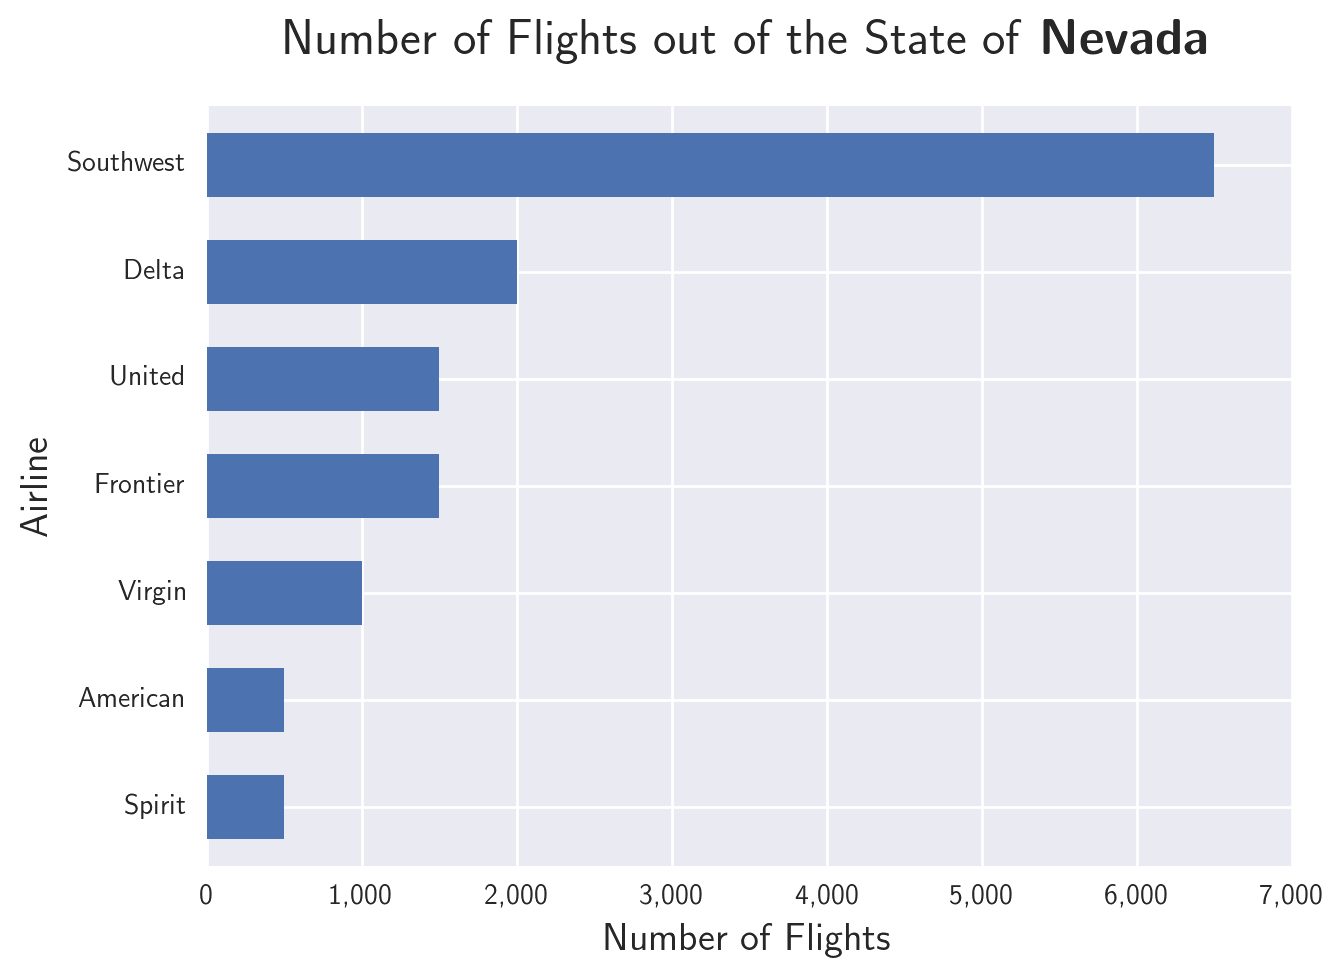 Number of Flights out of the State of Nevada
Southwest
Delta
United
Frontier
Virgin
American
Spirit
Airline
0 1,000 2,000 3,000 4,000 5,000 6,000 7,000
Number of Flights